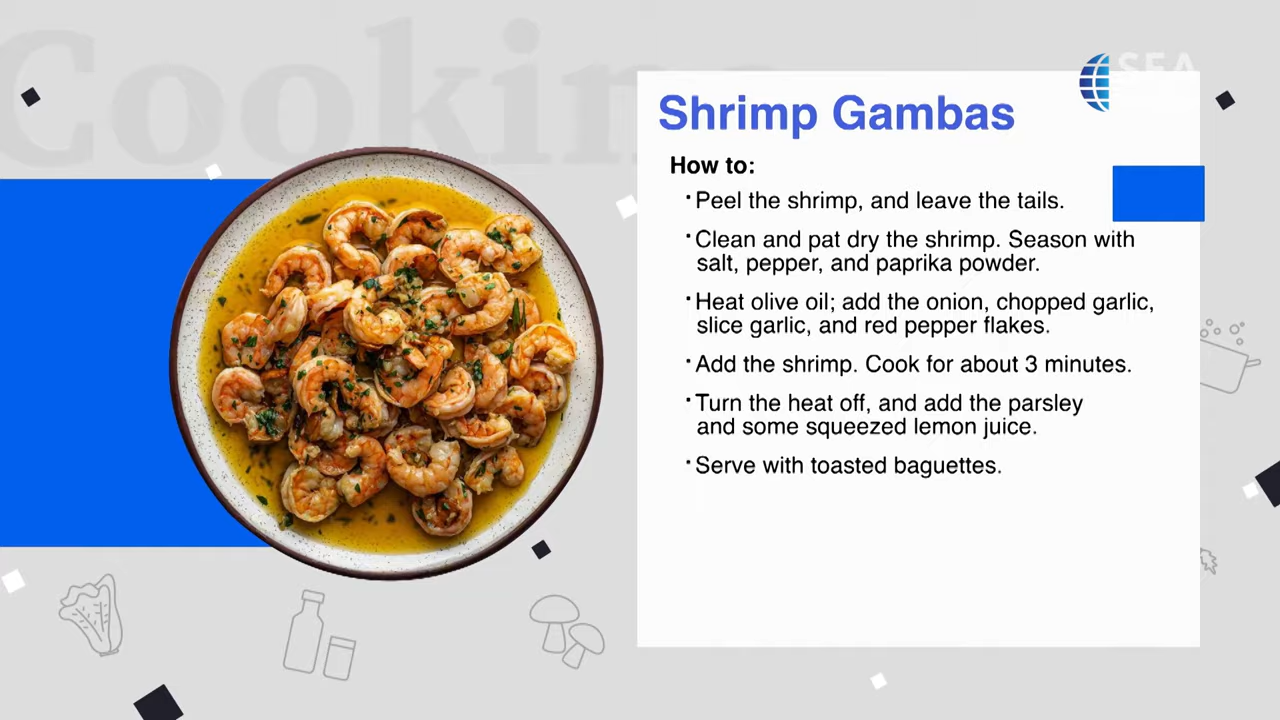 Cookin
SEA
Shrimp Gambas
How to:
· Peel the shrimp, and leave the tails.
· Clean and pat dry the shrimp. Season with
salt, pepper, and paprika powder.
· Heat olive oil; add the onion, chopped garlic,
slice garlic, and red pepper flakes.
· Add the shrimp. Cook for about 3 minutes.
· Turn the heat off, and add the parsley
and some squeezed lemon juice.
· Serve with toasted baguettes.